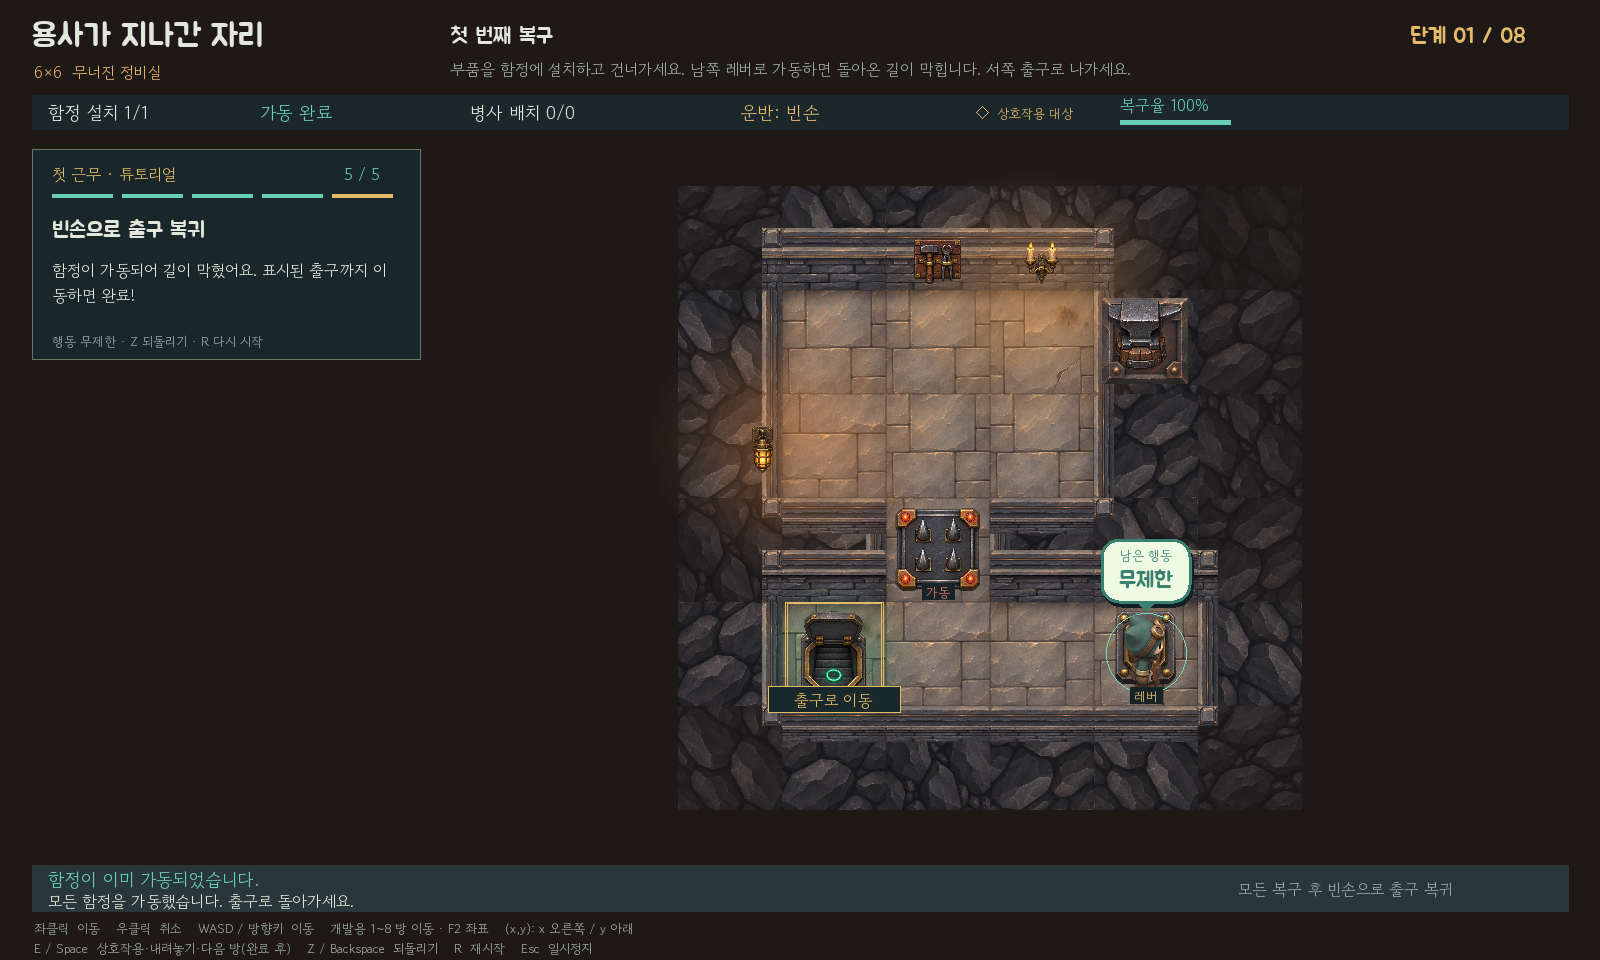 용사가 지나간 자리
첫 번째 복구
단계 01 / 08
6×6 무너진 정비실
부품을 함정에 설치하고 건너가세요. 남쪽 레버로 가동하면 돌아온 길이 막힙니다. 서쪽 출구로 나가세요.
함정 설치 1/1
가동 완료
병사 배치 0/0
운반: 빈손
◇ 상호작용 대상
복구율 100%
첫 근무 · 튜토리얼
5 / 5
빈손으로 출구 복귀
함정이 가동되어 길이 막혔어요. 표시된 출구까지 이
동하면 완료!
행동 무제한 · Z 되돌리기 · R 다시 시작
남은 행동
무제한
가동
출구로 이동
레버
함정이 이미 가동되었습니다.
모든 함정을 가동했습니다. 출구로 돌아가세요.
모든 복구 후 빈손으로 출구 복귀
좌클릭 이동 우클릭 취소 WASD / 방향키 이동 개발용 1~8 방 이동 · F2 좌표 (x,y): x 오른쪽 / y 아래
E / Space 상호작용·내려놓기·다음 방(완료 후) Z / Backspace 되돌리기 R 재시작 Esc 일시정지